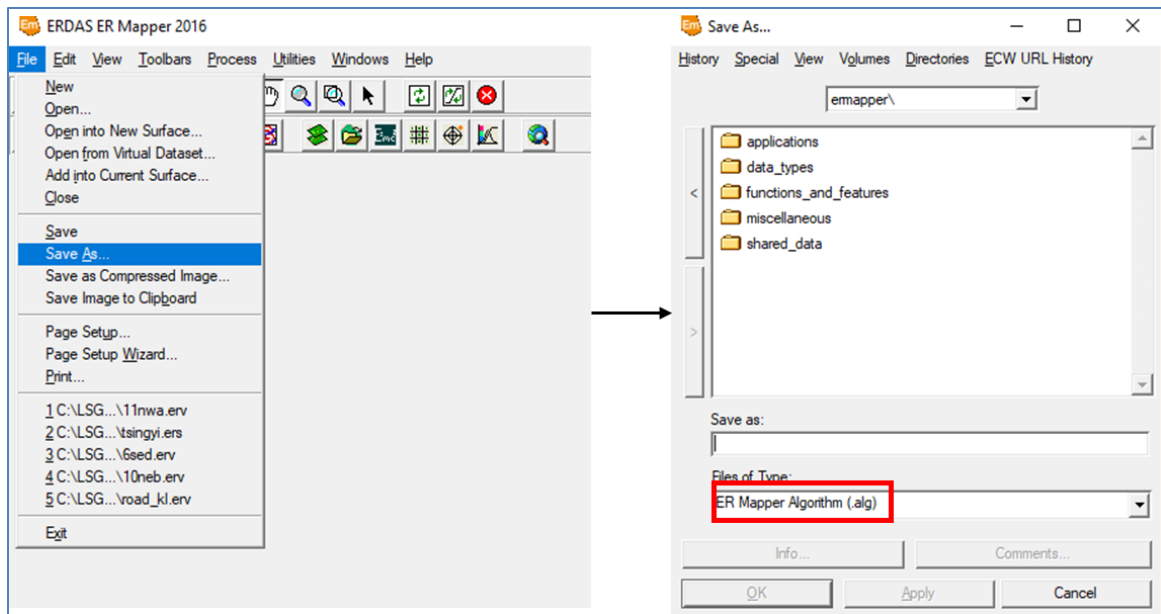 ERDAS ER Mapper 2016
File Edit View Toolbars Process Utilities Windows Help
New
Open...
Open into New Surface...
Open from Virtual Dataset...
Add into Current Surface...
Close
Save
Save As...
Save as Compressed Image...
Save Image to Clipboard
Page Setup...
Page Setup Wizard...
Print...
1 C:\LSG...\11nwa.erv
2 C:\LSG...\tsingyi.ers
3 C:\LSG...\6sed.erv
4 C:\LSG...\10neb.erv
5 C:\LSG...\road_kl.erv
Exit
Save As...
History Special View Volumes Directories ECW URL History
ermapper\
applications
data_types
functions_and_features
miscellaneous
shared_data
<
>
Save as:
Files of Type:
ER Mapper Algorithm (.alg)
Info... Comments...
OK Apply Cancel